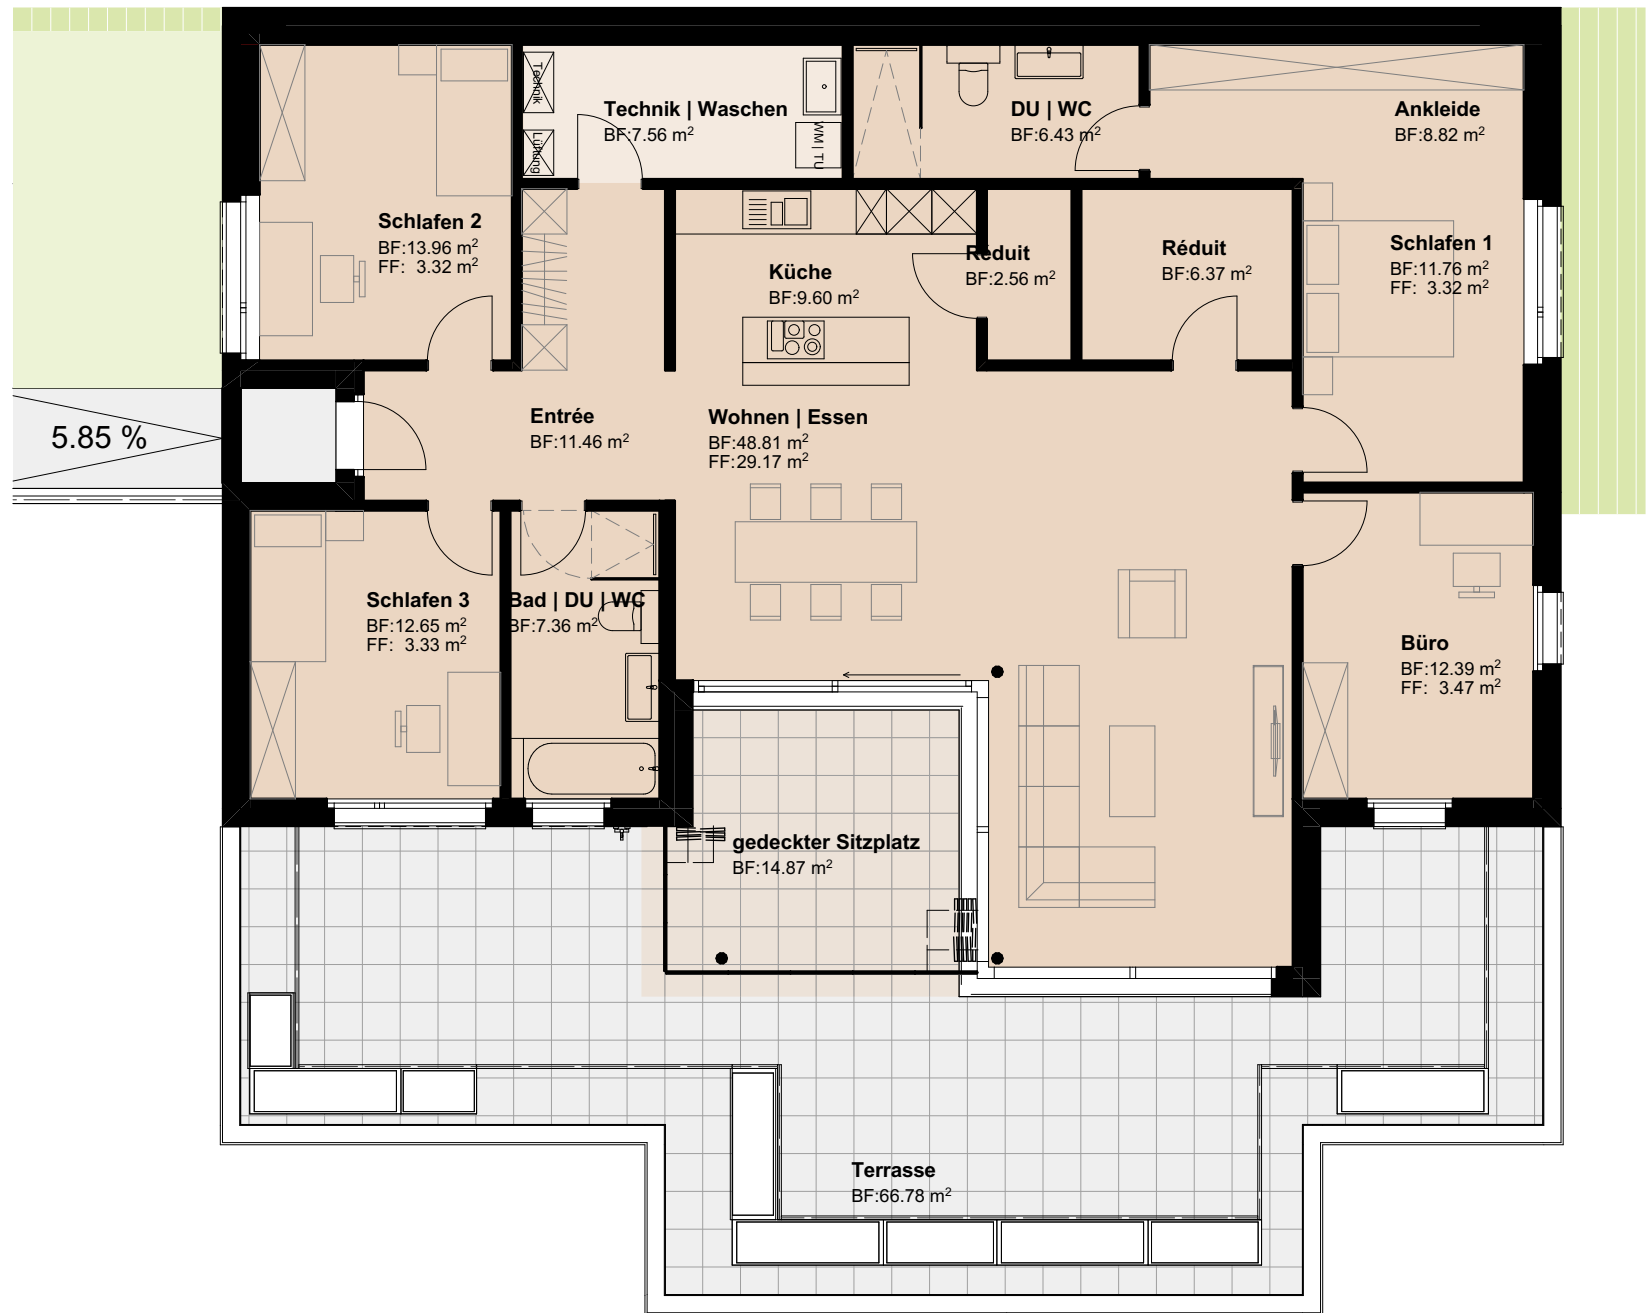 Technik
Lüftung
Technik | Waschen
BF:7.56 m²
WM | TU
DU | WC
BF:6.43 m²
Ankleide
BF:8.82 m²
Schlafen 2
BF:13.96 m²
FF: 3.32 m²
Küche
BF:9.60 m²
Réduit
BF:2.56 m²
Réduit
BF:6.37 m²
Schlafen 1
BF:11.76 m²
FF: 3.32 m²
5.85 %
Entrée
BF:11.46 m²
Wohnen | Essen
BF:48.81 m²
FF:29.17 m²
Schlafen 3
BF:12.65 m²
FF: 3.33 m²
Bad | DU | WC
BF:7.36 m²
Büro
BF:12.39 m²
FF: 3.47 m²
gedeckter Sitzplatz
BF:14.87 m²
Terrasse
BF:66.78 m²